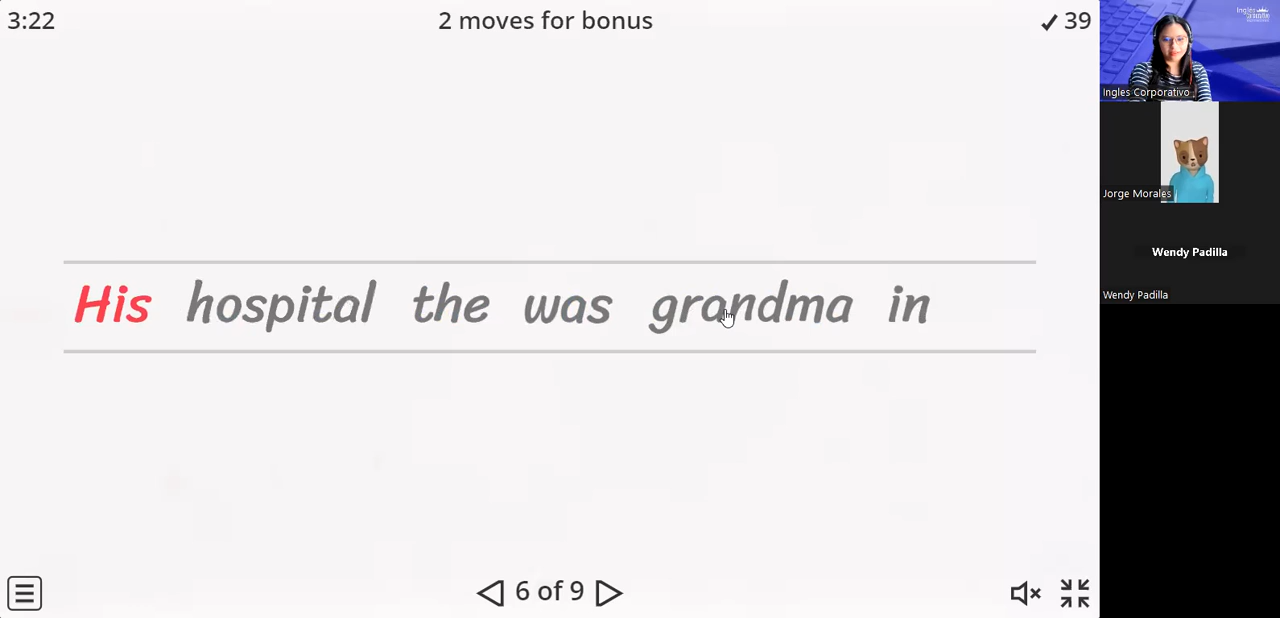 3:22 2 moves for bonus ✓ 39
Ingles Corporativo
Jorge Morales
Wendy Padilla
Wendy Padilla
His hospital the was grandma in
6 of 9